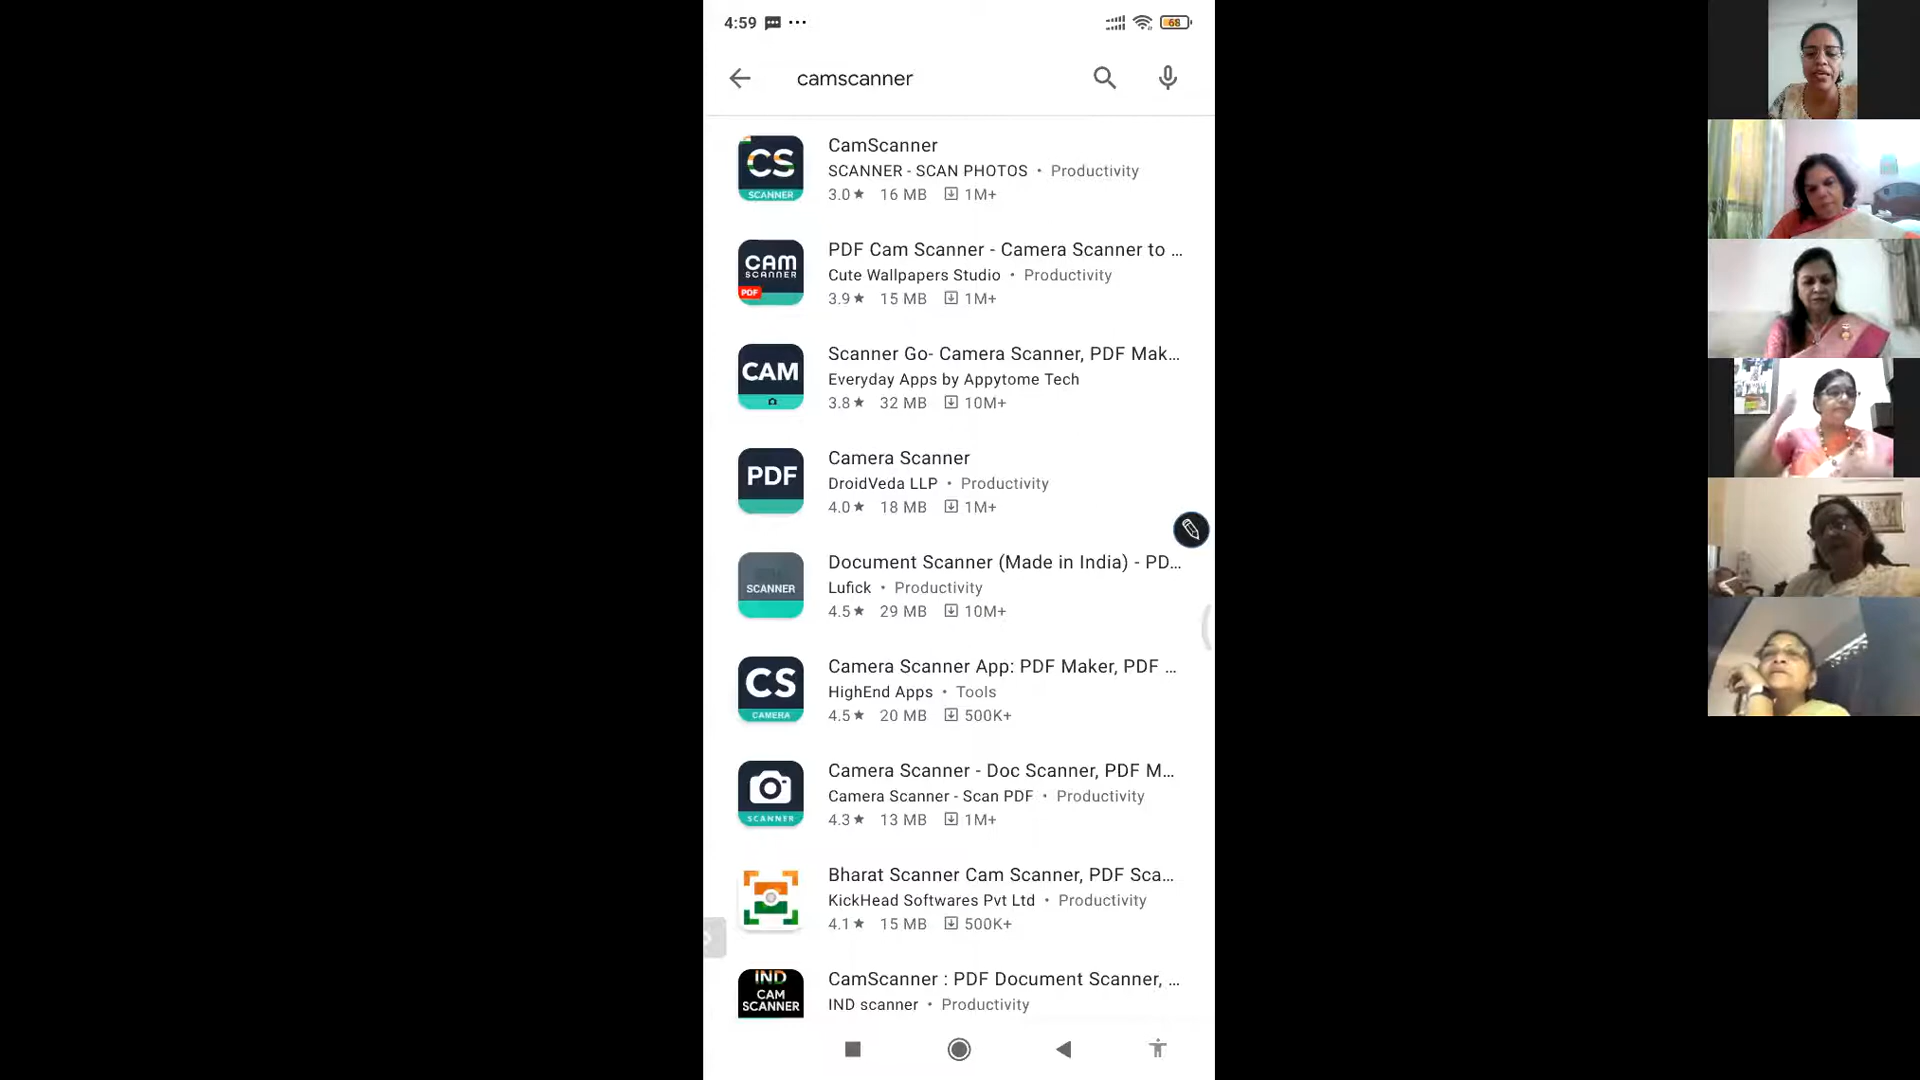 4:59
68
camscanner
CS
SCANNER
CamScanner
SCANNER - SCAN PHOTOS • Productivity
3.0★ 16 MB 1M+
CAM
SCANNER
PDF
PDF Cam Scanner - Camera Scanner to ...
Cute Wallpapers Studio • Productivity
3.9★ 15 MB 1M+
CAM
Scanner Go- Camera Scanner, PDF Mak...
Everyday Apps by Appytome Tech
3.8★ 32 MB 10M+
PDF
Camera Scanner
DroidVeda LLP • Productivity
4.0★ 18 MB 1M+
SCANNER
Document Scanner (Made in India) - PD...
Lufick • Productivity
4.5★ 29 MB 10M+
CS
CAMERA
Camera Scanner App: PDF Maker, PDF ...
HighEnd Apps • Tools
4.5★ 20 MB 500K+
SCANNER
Camera Scanner - Doc Scanner, PDF M...
Camera Scanner - Scan PDF • Productivity
4.3★ 13 MB 1M+
Bharat Scanner Cam Scanner, PDF Sca...
KickHead Softwares Pvt Ltd • Productivity
4.1★ 15 MB 500K+
IND
CAM
SCANNER
CamScanner : PDF Document Scanner, ...
IND scanner • Productivity